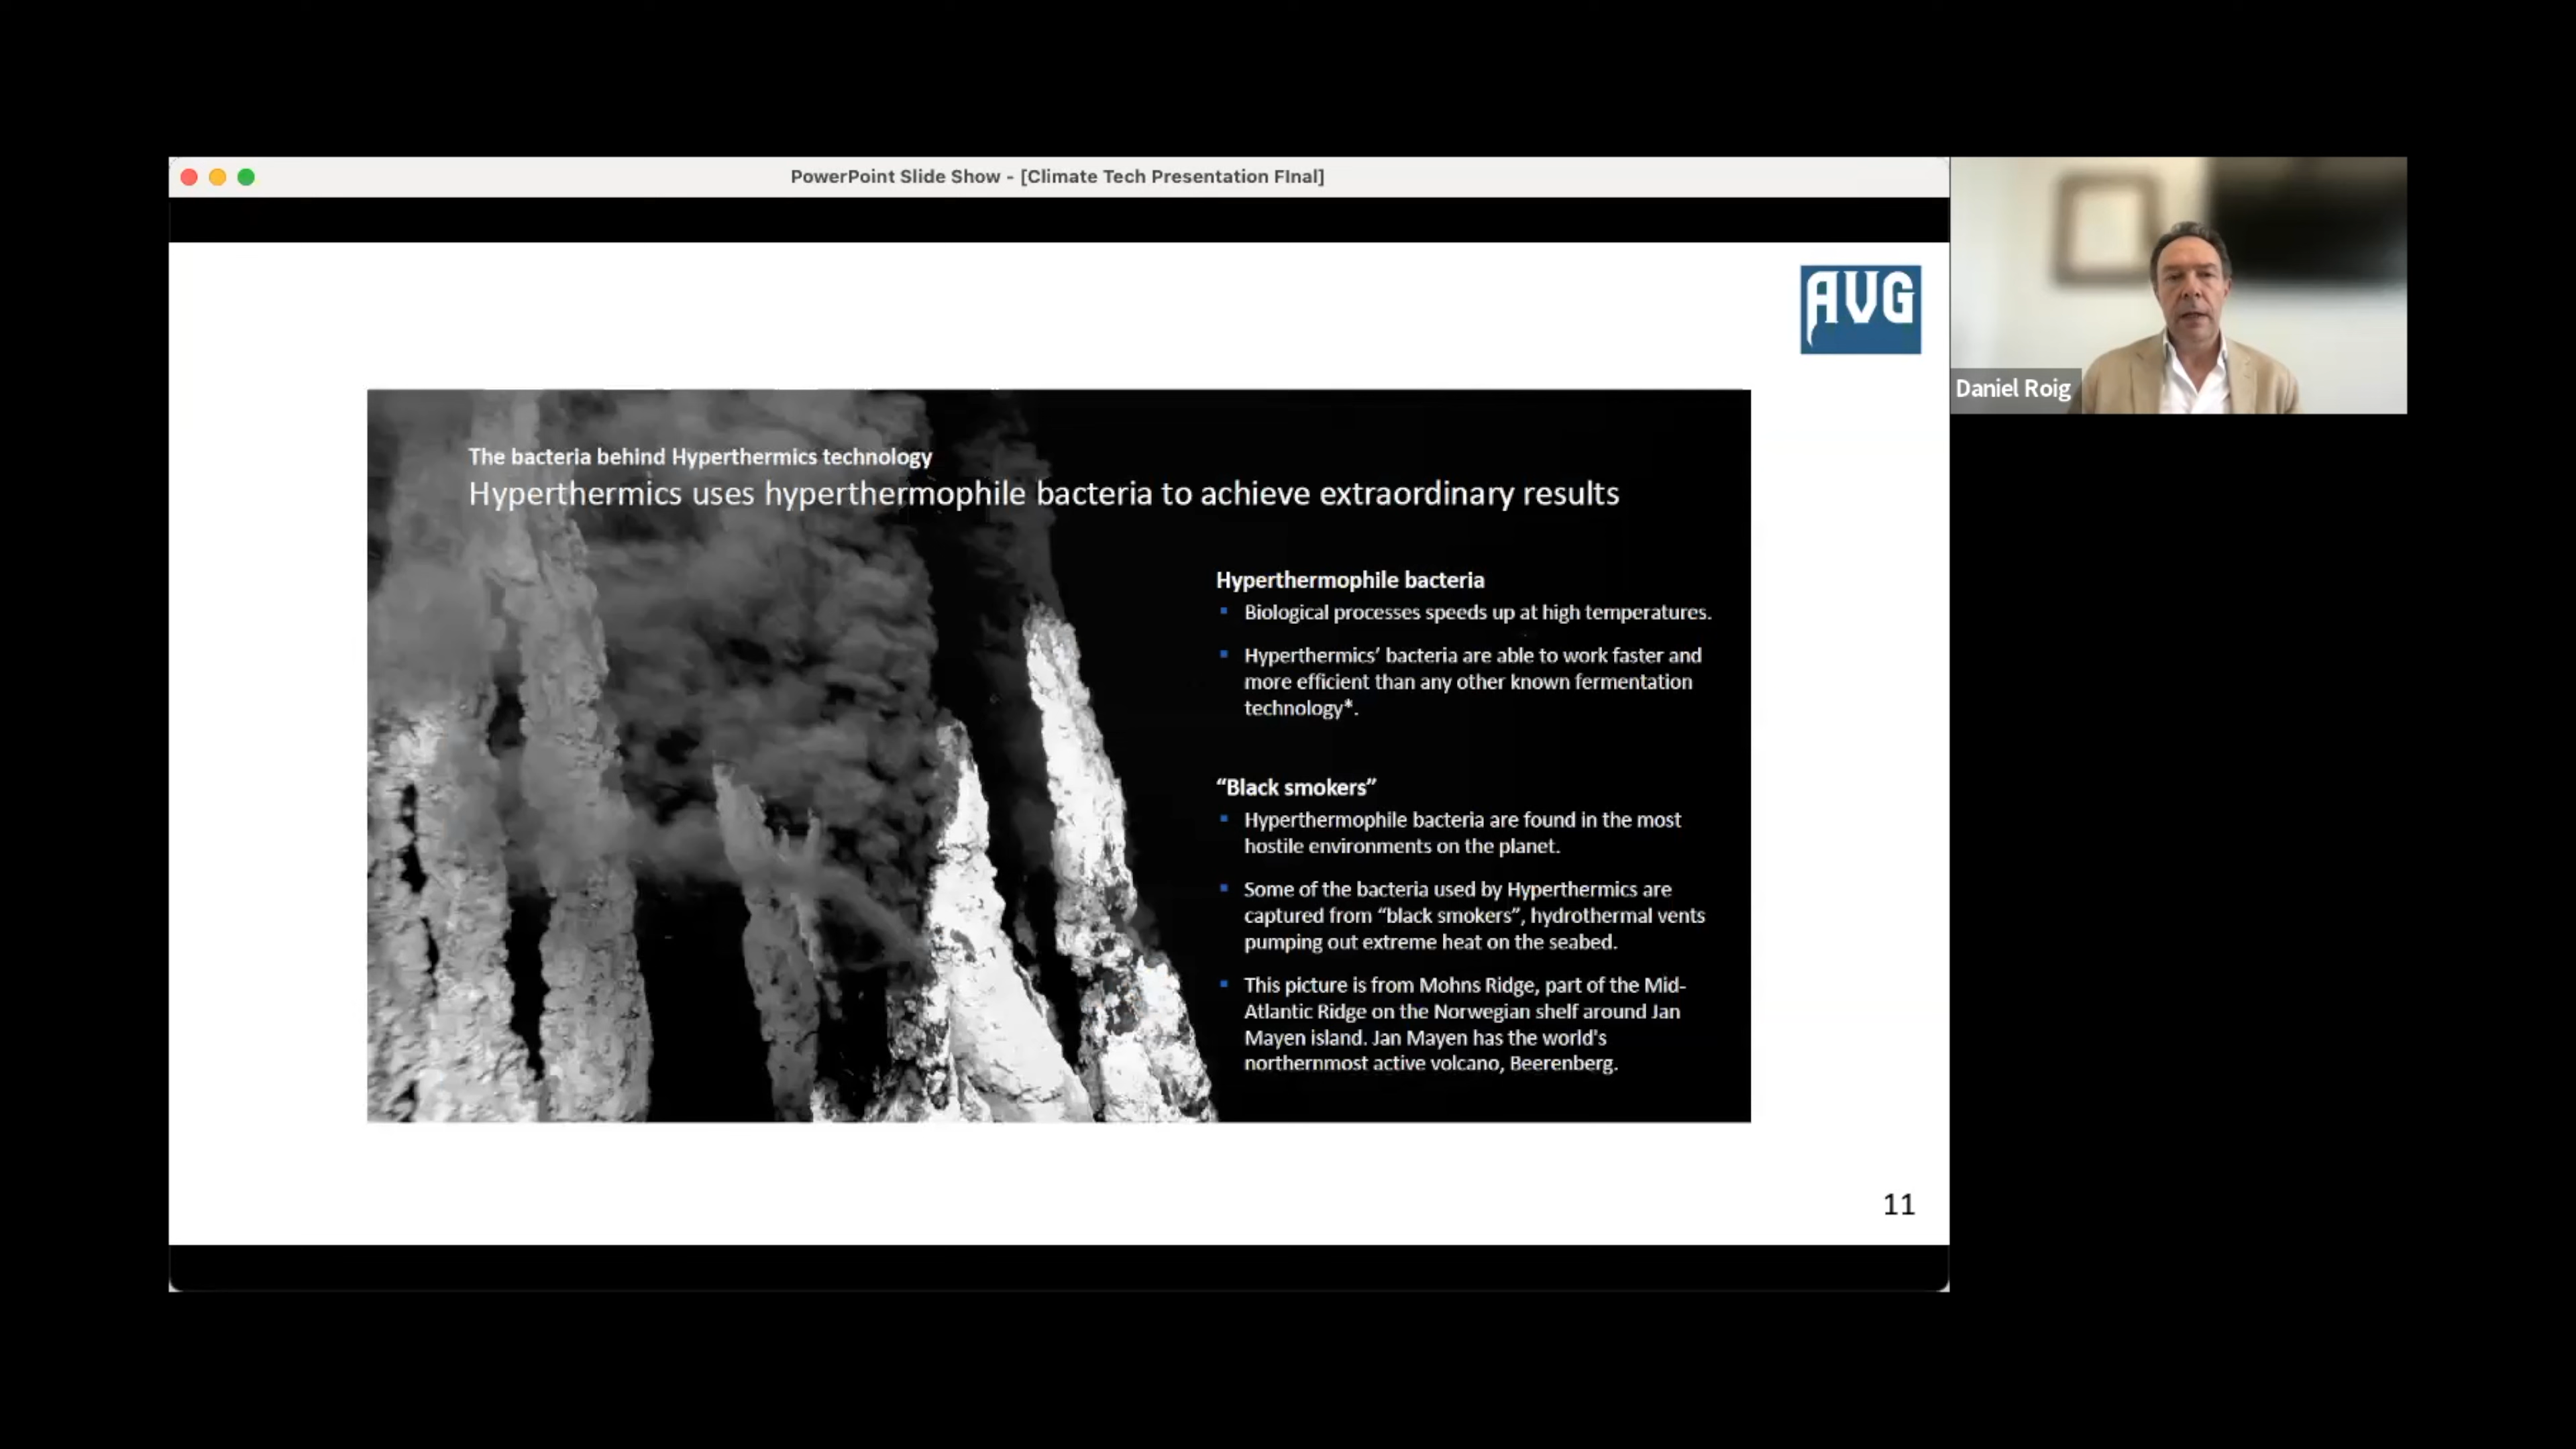 PowerPoint Slide Show - [Climate Tech Presentation FInal]
AVG
Daniel Roig
The bacteria behind Hyperthermics technology
Hyperthermics uses hyperthermophile bacteria to achieve extraordinary results
Hyperthermophile bacteria
Biological processes speeds up at high temperatures.
Hyperthermics’ bacteria are able to work faster and
more efficient than any other known fermentation
technology*.
“Black smokers”
Hyperthermophile bacteria are found in the most
hostile environments on the planet.
Some of the bacteria used by Hyperthermics are
captured from “black smokers”, hydrothermal vents
pumping out extreme heat on the seabed.
This picture is from Mohns Ridge, part of the Mid-
Atlantic Ridge on the Norwegian shelf around Jan
Mayen island. Jan Mayen has the world's
northernmost active volcano, Beerenberg.
11